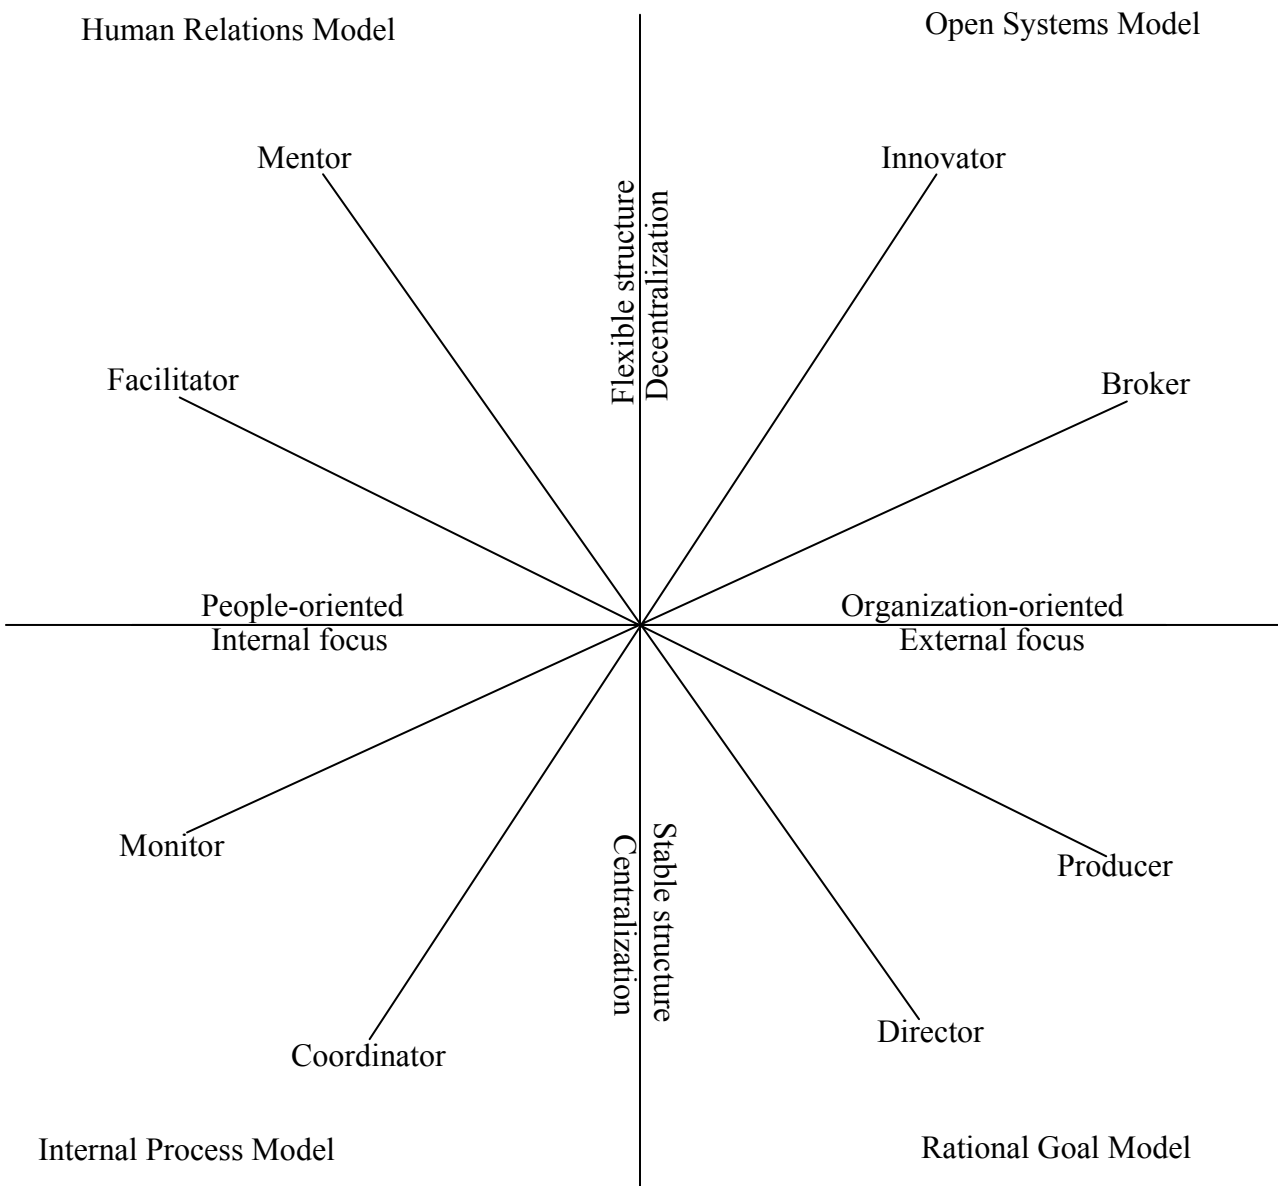 Human Relations Model
Open Systems Model
Mentor
Innovator
Flexible structure
Decentralization
Facilitator
Broker
People-oriented
Internal focus
Organization-oriented
External focus
Monitor
Producer
Stable structure
Centralization
Coordinator
Director
Internal Process Model
Rational Goal Model